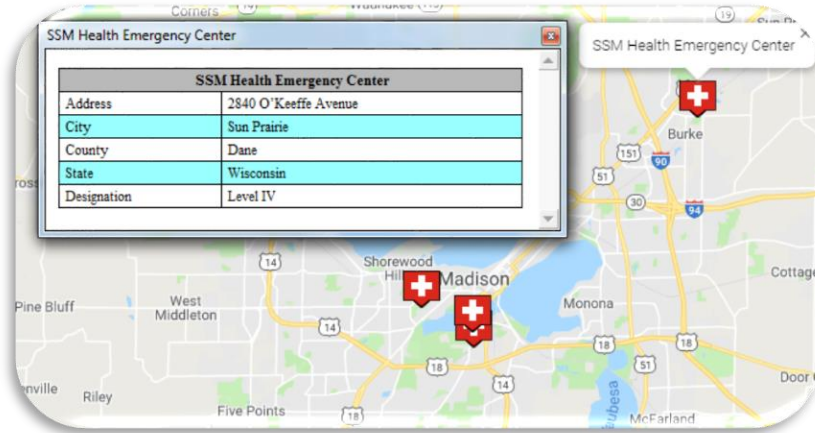 Corners
19
SSM Health Emergency Center
SSM Health Emergency Center
SSM Health Emergency Center
Address 2840 O'Keeffe Avenue
City Sun Prairie
County Dane
State Wisconsin
Designation Level IV
Burke
151
90
51
30
94
14
Shorewood
Madison
Cottage
Pine Bluff
West
Middleton
Monona
14
18
18
18
51
14
Door
Riley
Five Points
18
McFarland